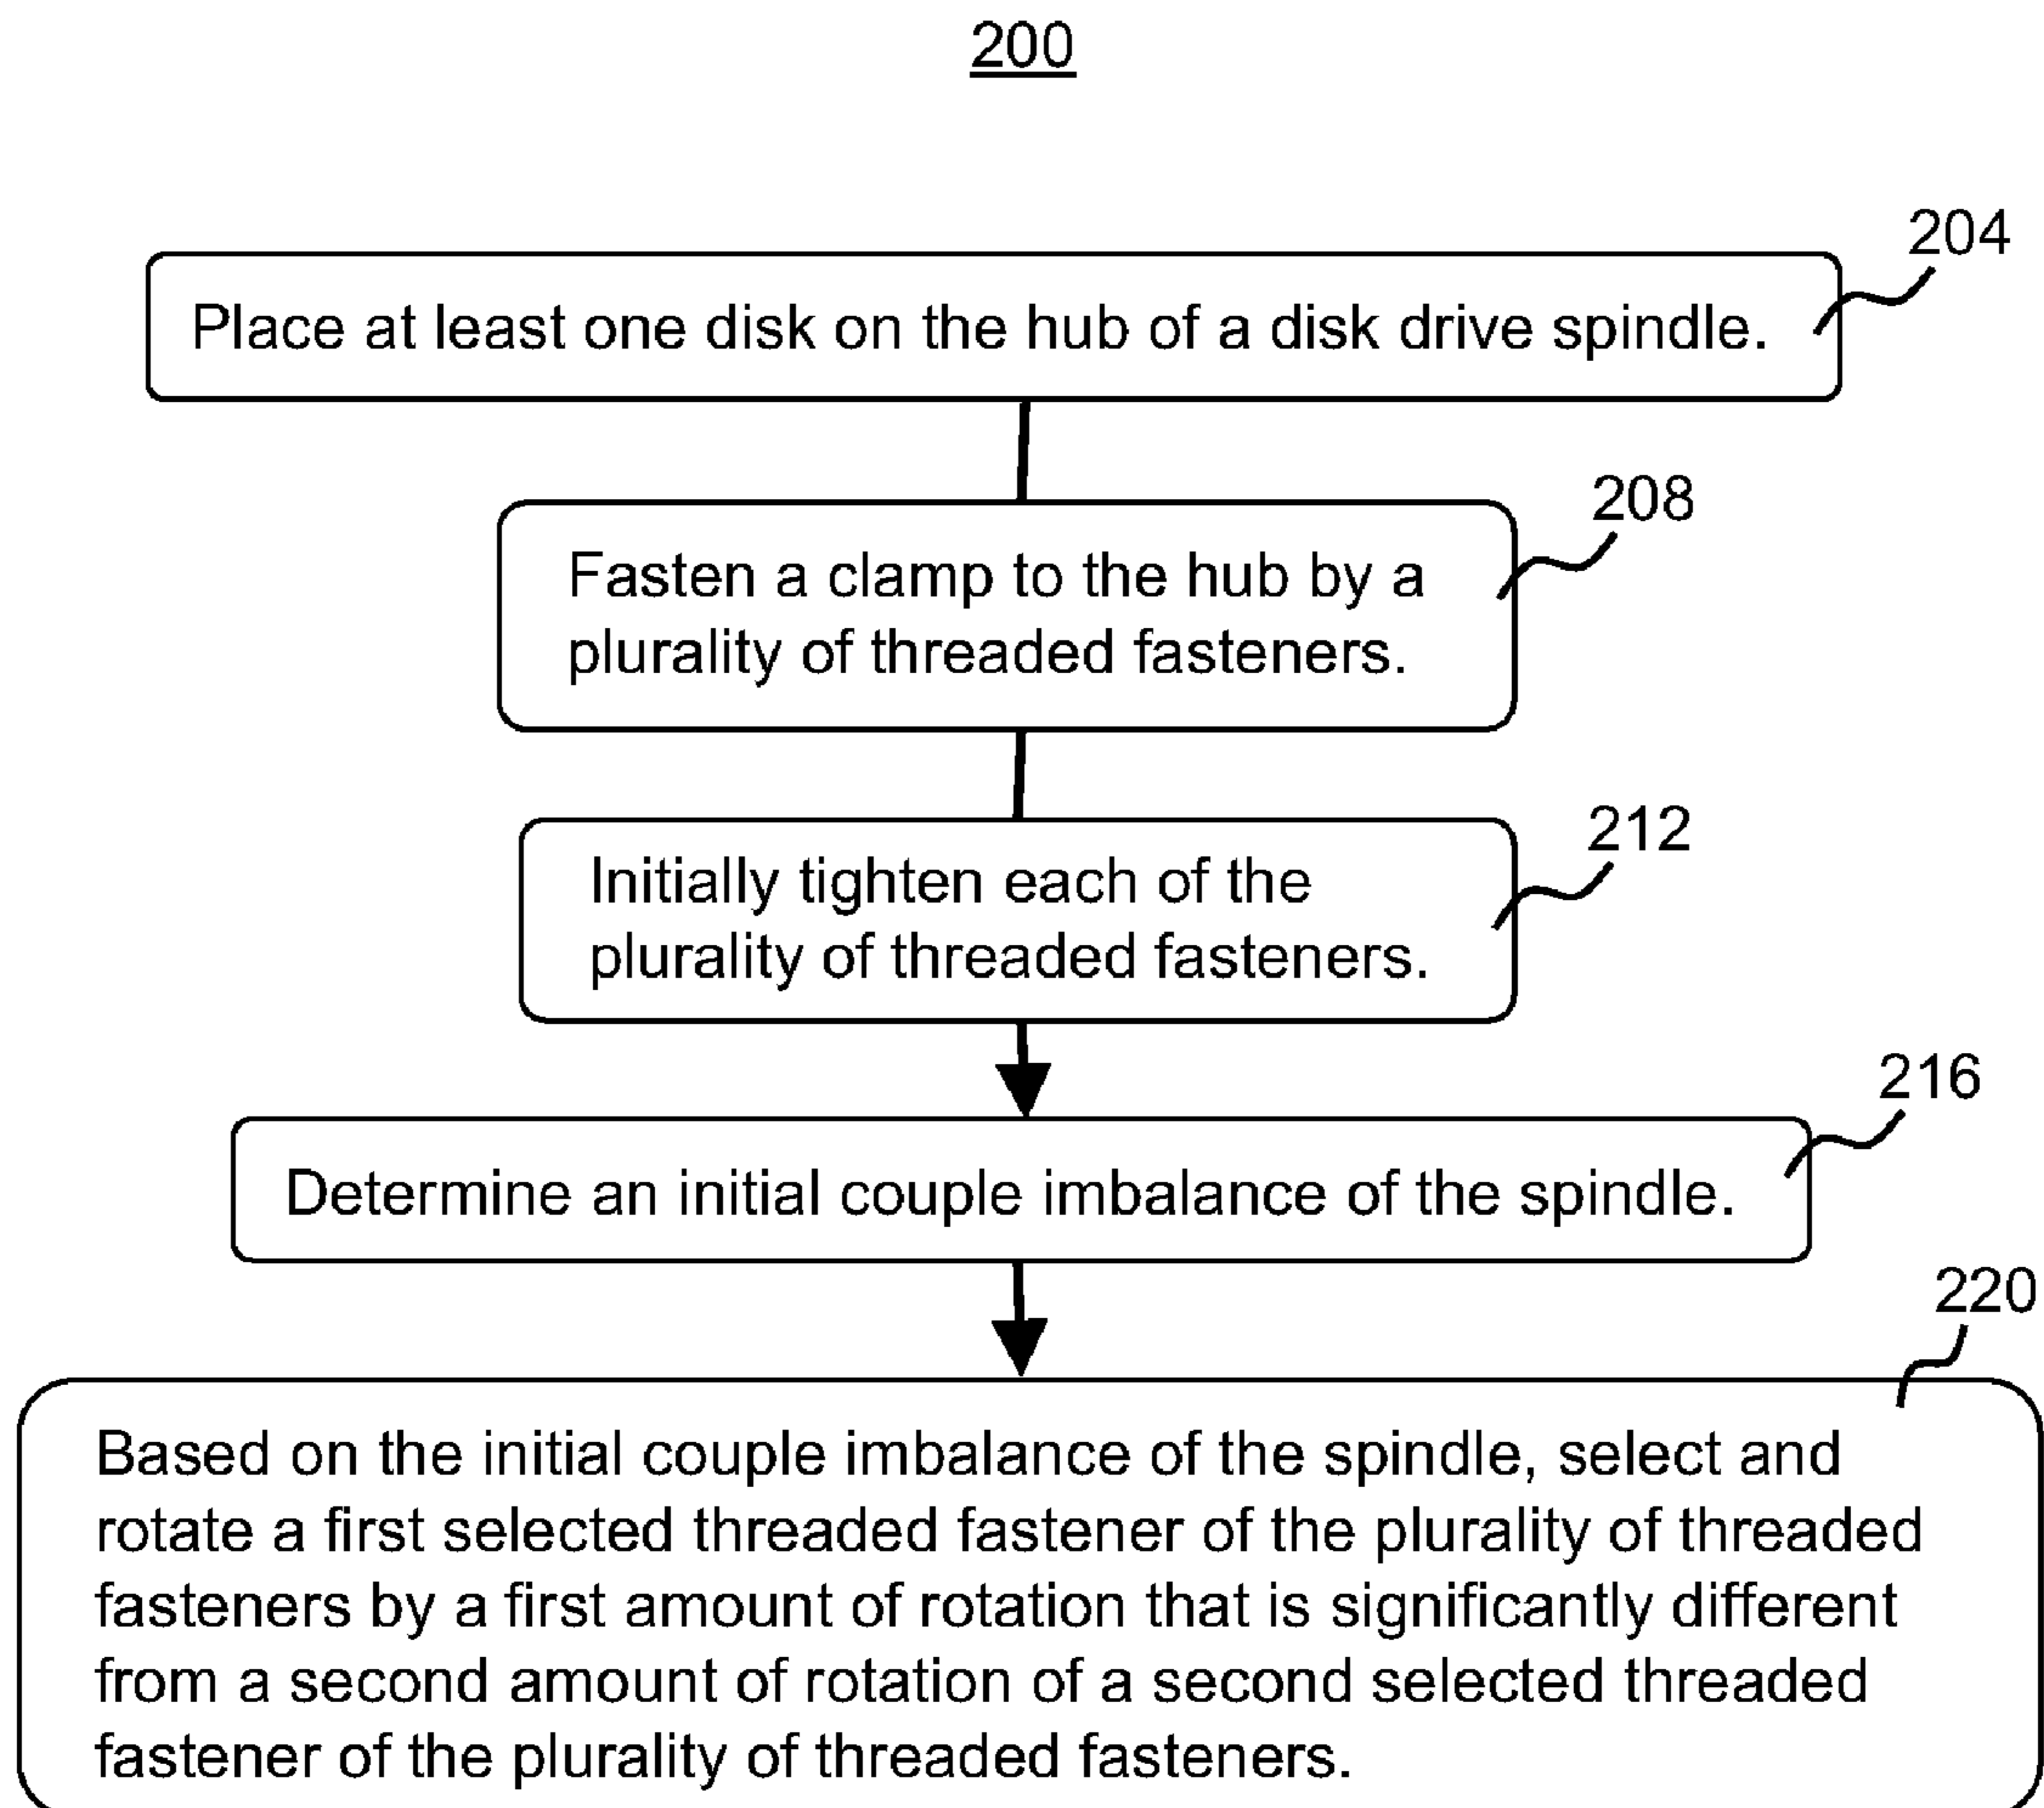 200
204
Place at least one disk on the hub of a disk drive spindle.
208
Fasten a clamp to the hub by a
plurality of threaded fasteners.
212
Initially tighten each of the
plurality of threaded fasteners.
216
Determine an initial couple imbalance of the spindle.
220
Based on the initial couple imbalance of the spindle, select and
rotate a first selected threaded fastener of the plurality of threaded
fasteners by a first amount of rotation that is significantly different
from a second amount of rotation of a second selected threaded
fastener of the plurality of threaded fasteners.